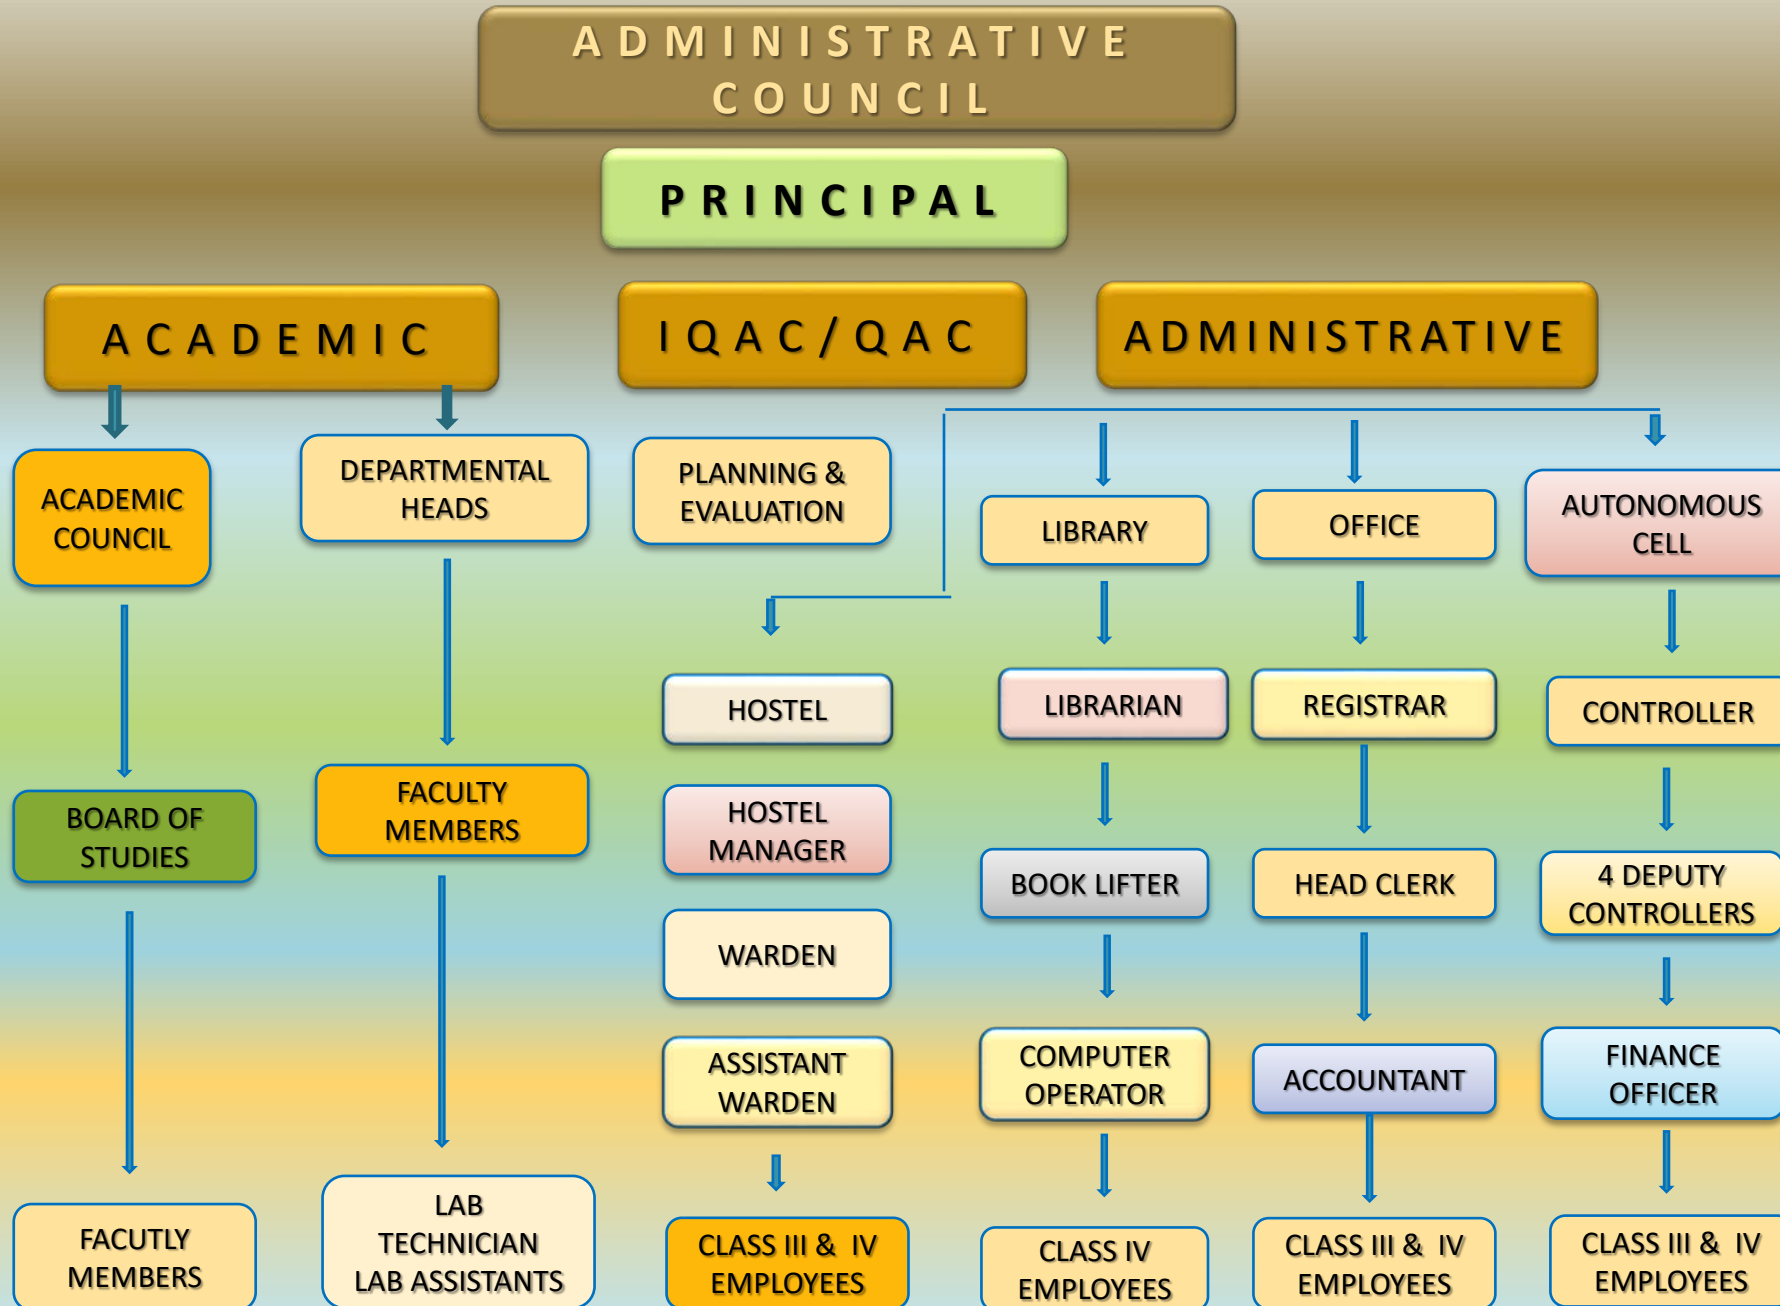 ADMINISTRATIVE
COUNCIL
PRINCIPAL
ACADEMIC
IQAC/QAC
ADMINISTRATIVE
ACADEMIC
COUNCIL
DEPARTMENTAL
HEADS
PLANNING &
EVALUATION
LIBRARY
OFFICE
AUTONOMOUS
CELL
HOSTEL
LIBRARIAN
REGISTRAR
CONTROLLER
BOARD OF
STUDIES
FACULTY
MEMBERS
HOSTEL
MANAGER
BOOK LIFTER
HEAD CLERK
4 DEPUTY
CONTROLLERS
WARDEN
ASSISTANT
WARDEN
COMPUTER
OPERATOR
ACCOUNTANT
FINANCE
OFFICER
FACUTLY
MEMBERS
LAB
TECHNICIAN
LAB ASSISTANTS
CLASS III & IV
EMPLOYEES
CLASS IV
EMPLOYEES
CLASS III & IV
EMPLOYEES
CLASS III & IV
EMPLOYEES